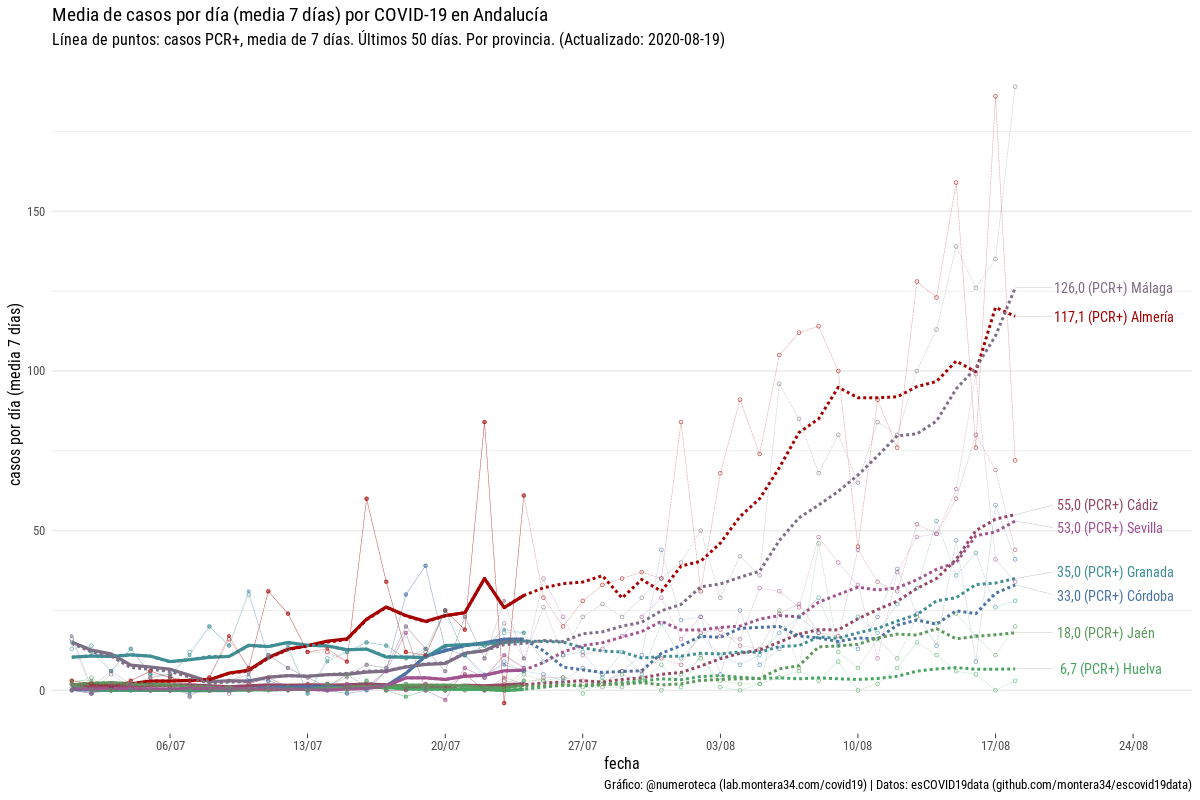 Media de casos por día (media 7 días) por COVID-19 en Andalucía
Línea de puntos: casos PCR+, media de 7 días. Últimos 50 días. Por provincia. (Actualizado: 2020-08-19)
casos por día (media 7 días)
150
100
50
0
126,0 (PCR+) Málaga
117,1 (PCR+) Almería
55,0 (PCR+) Cádiz
53,0 (PCR+) Sevilla
35,0 (PCR+) Granada
33,0 (PCR+) Córdoba
18,0 (PCR+) Jaén
6,7 (PCR+) Huelva
06/07 13/07 20/07 27/07 03/08 10/08 17/08 24/08
fecha
Gráfico: @numeroteca (lab.montera34.com/covid19) | Datos: esCOVID19data (github.com/montera34/escovid19data)